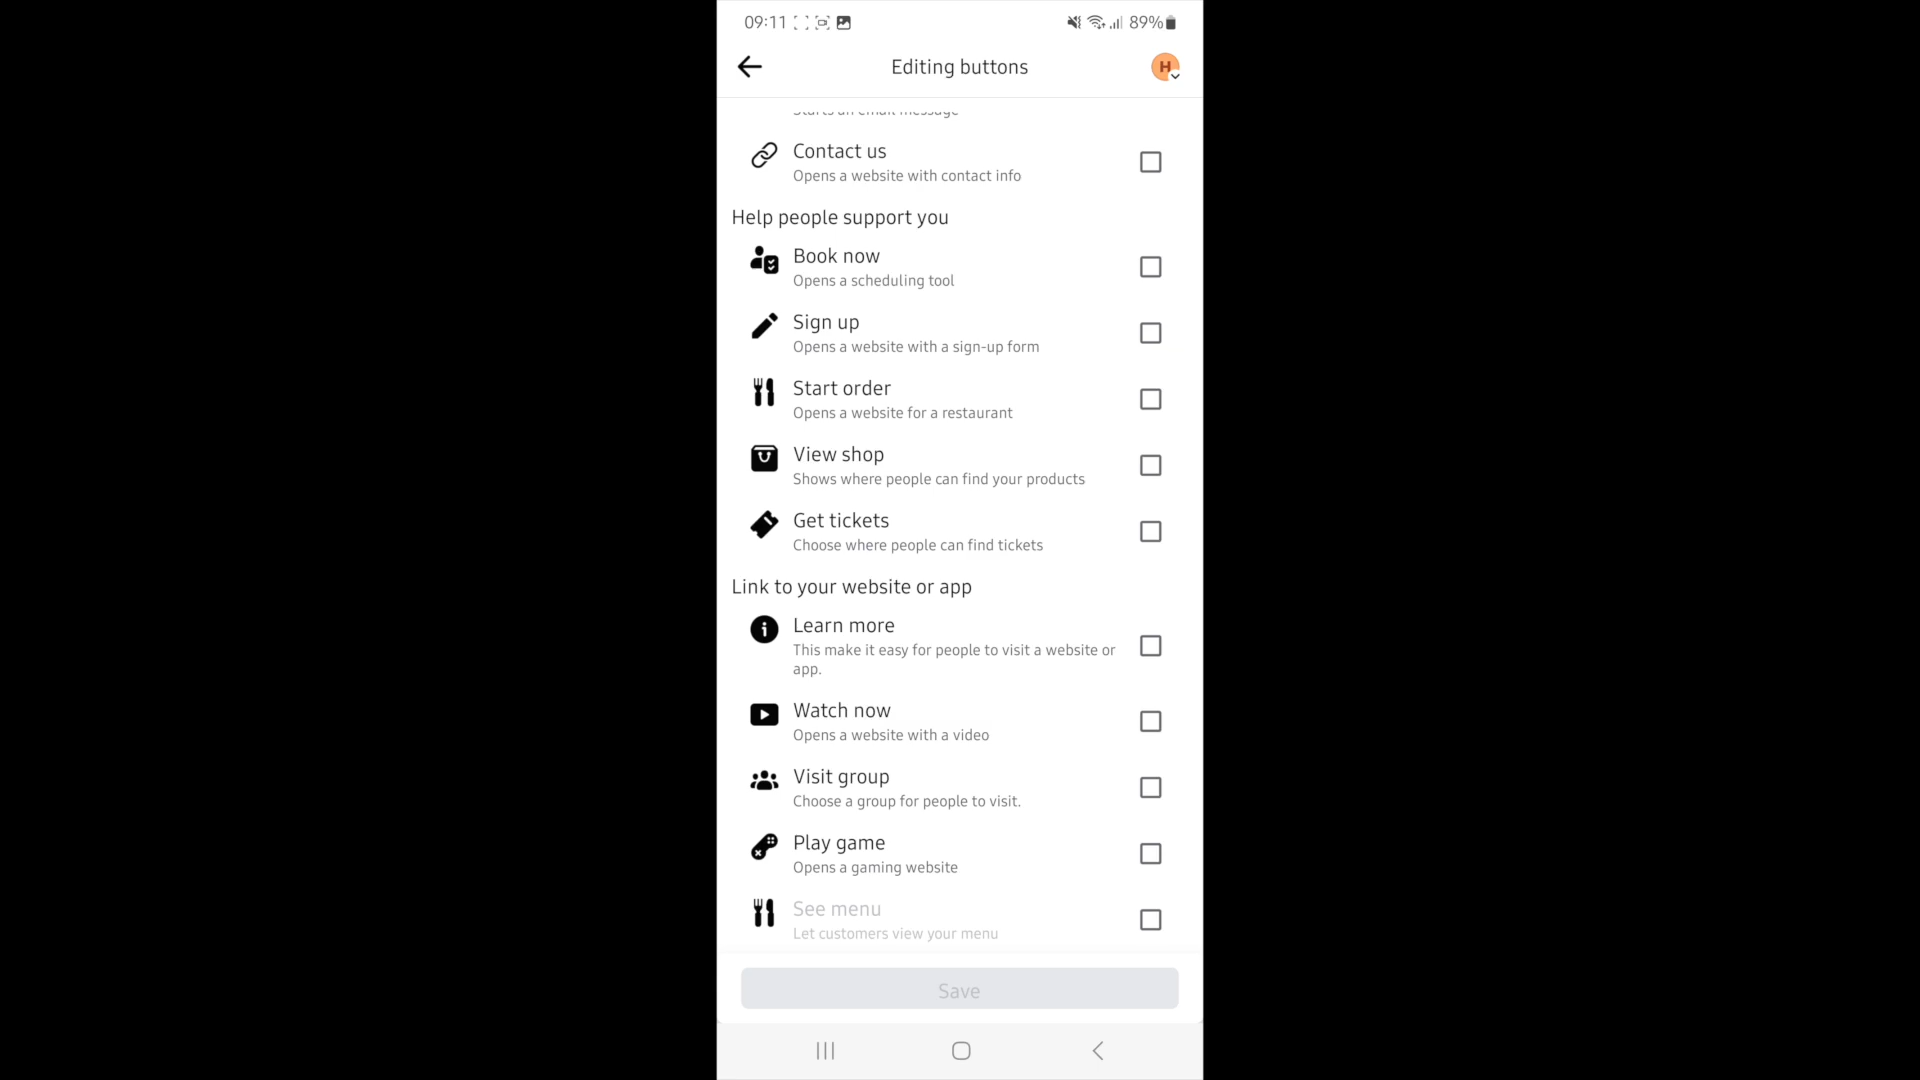 09:11
89%
Editing buttons
H
Starts an email message
Contact us
Opens a website with contact info
Help people support you
Book now
Opens a scheduling tool
Sign up
Opens a website with a sign-up form
Start order
Opens a website for a restaurant
View shop
Shows where people can find your products
Get tickets
Choose where people can find tickets
Link to your website or app
Learn more
This make it easy for people to visit a website or
app.
Watch now
Opens a website with a video
Visit group
Choose a group for people to visit.
Play game
Opens a gaming website
See menu
Let customers view your menu
Save